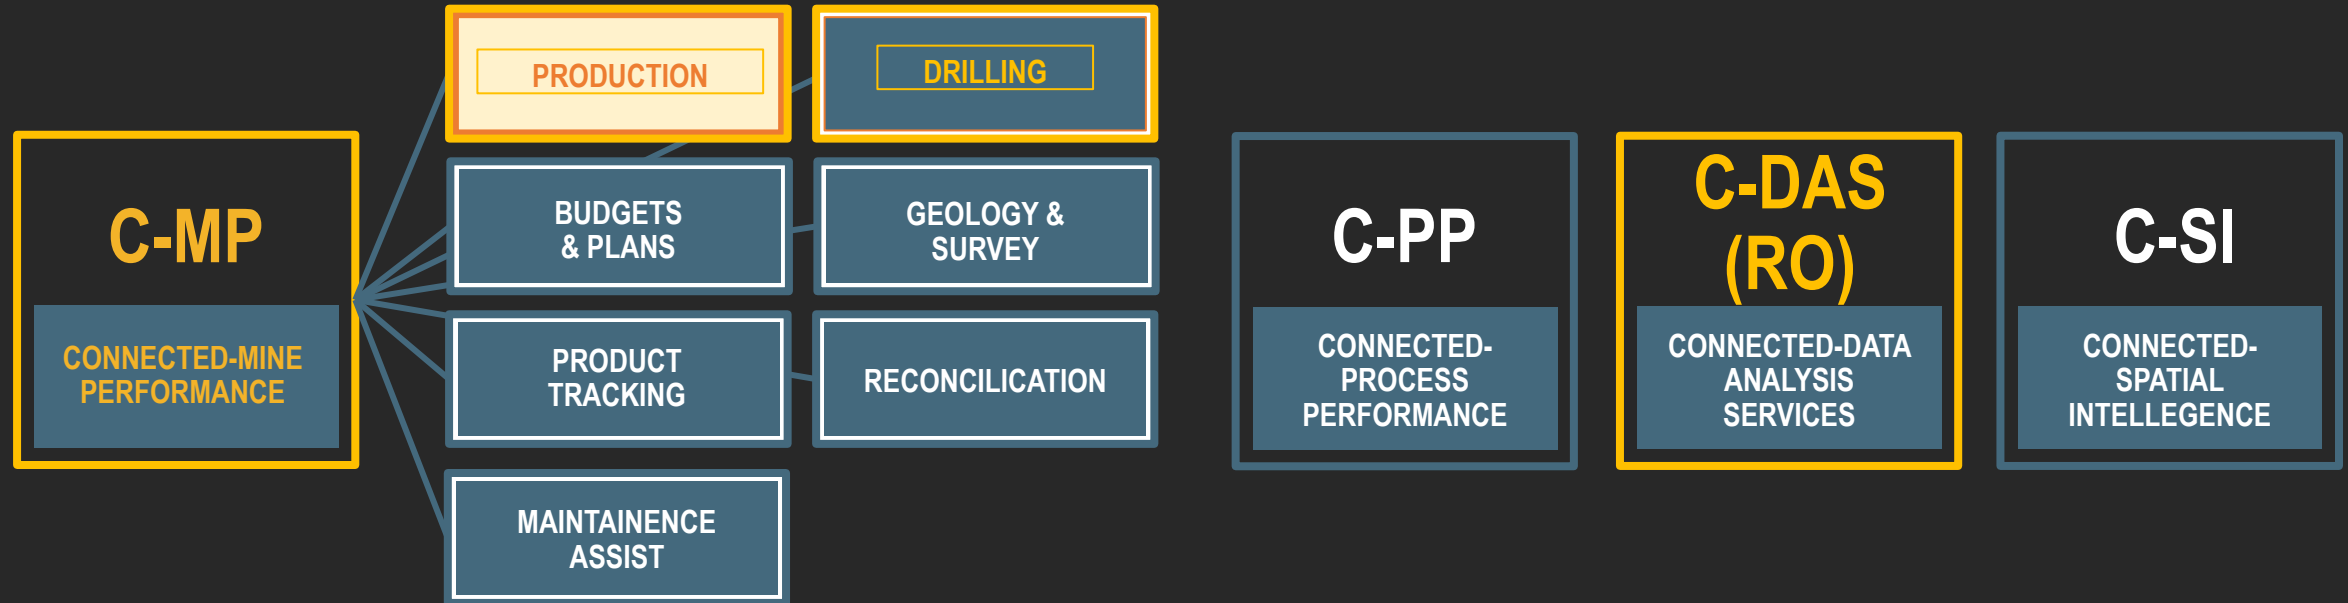 C-MP
CONNECTED-MINE
PERFORMANCE
PRODUCTION
DRILLING
BUDGETS
& PLANS
GEOLOGY &
SURVEY
PRODUCT
TRACKING
RECONCILICATION
MAINTAINENCE
ASSIST
C-PP
CONNECTED-
PROCESS
PERFORMANCE
C-DAS
(RO)
CONNECTED-DATA
ANALYSIS
SERVICES
C-SI
CONNECTED-
SPATIAL
INTELLEGENCE